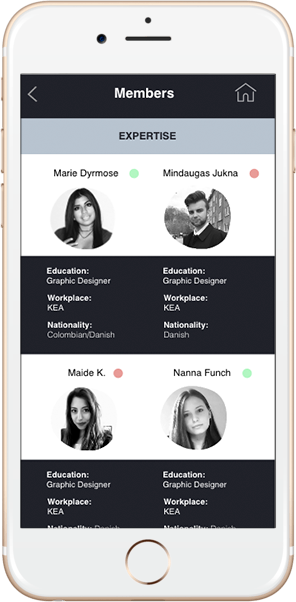 Members
EXPERTISE
Marie Dyrmose
Mindaugas Jukna
Education:
Graphic Designer
Workplace:
KEA
Nationality:
Colombian/Danish
Education:
Graphic Designer
Workplace:
KEA
Nationality:
Danish
Maide K.
Nanna Funch
Education:
Graphic Designer
Workplace:
KEA
Nationality: Danish
Education:
Graphic Designer
Workplace:
KEA
Nationality: Danish